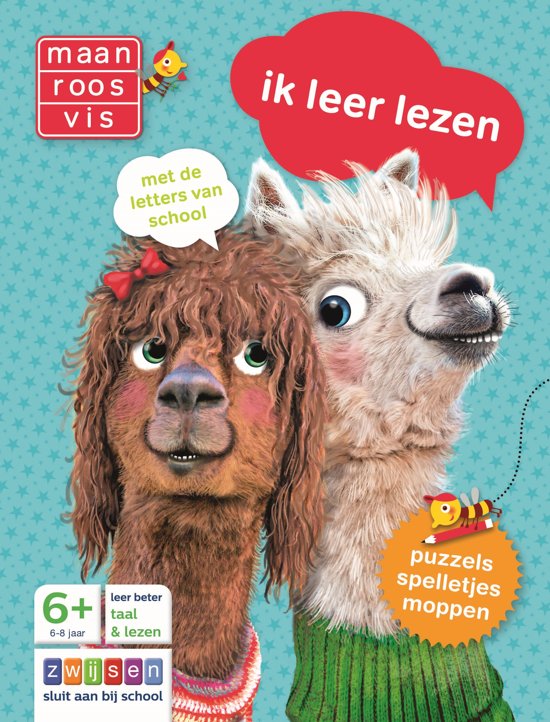 maan
roos
vis
ik leer lezen
met de
letters van
school
puzzels
spelletjes
moppen
6+
6-8 jaar
leer beter
taal
& lezen
zwijsen
sluit aan bij school